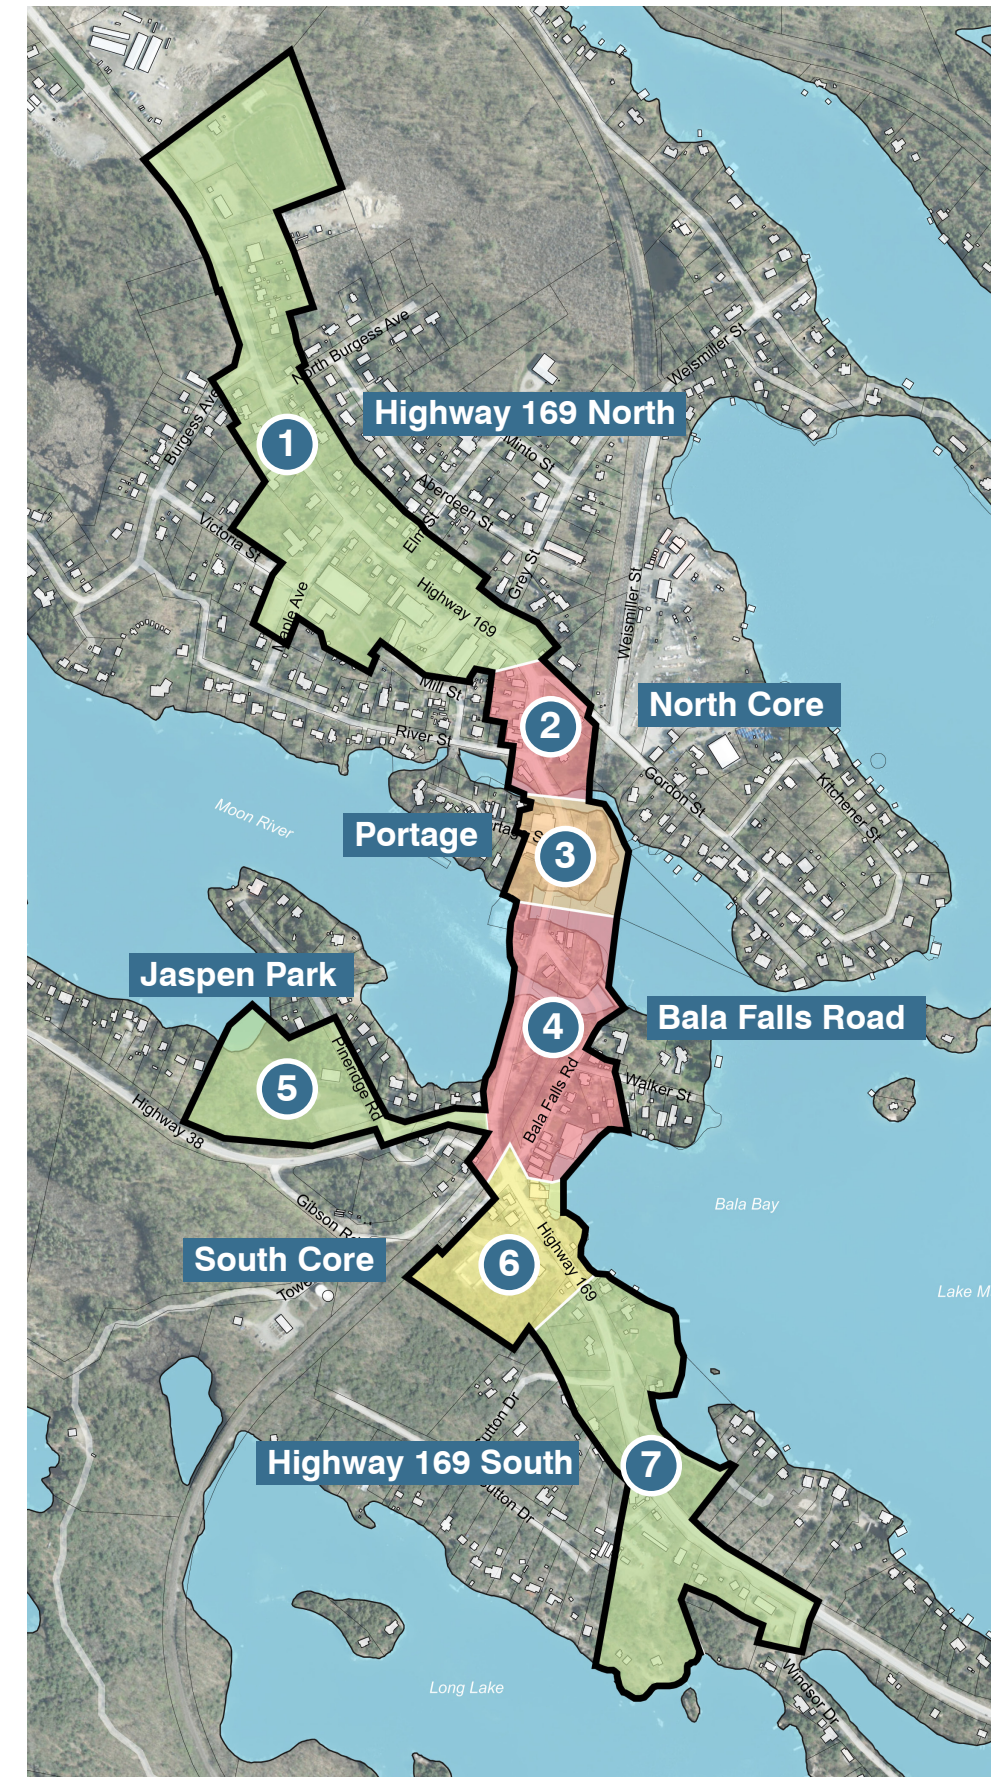 North Burgess Ave
Weismiller St
Highway 169 North
Burgess Ave
1
Minto St
Aberdeen St
Victoria St
Elm St
Grey St
Highway 169
Maple Ave
Weismiller St
Mill St
North Core
2
River St
Gordon St
Kitchener St
Moon River
Portage
3
Jaspen Park
Bala Falls Road
4
Pineridge Rd
5
Bala Falls Rd
Walker St
Highway 38
Gibson Rd
Bala Bay
South Core
Highway 169
6
Lake M
Highway 169 South
7
Long Lake
Windsor Dr